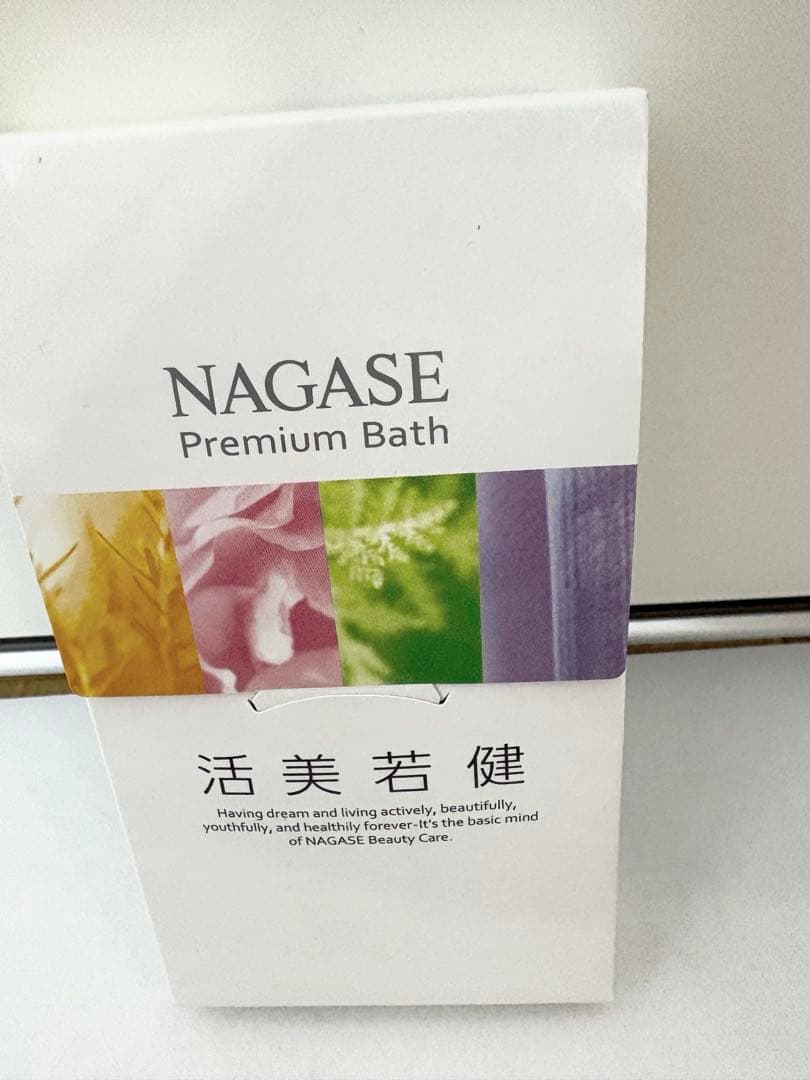 NAGASE
Premium Bath
活美若健
Having dream and living actively, beautifully,
youthfully, and healthily forever-It's the basic mind
of NAGASE Beauty Care.